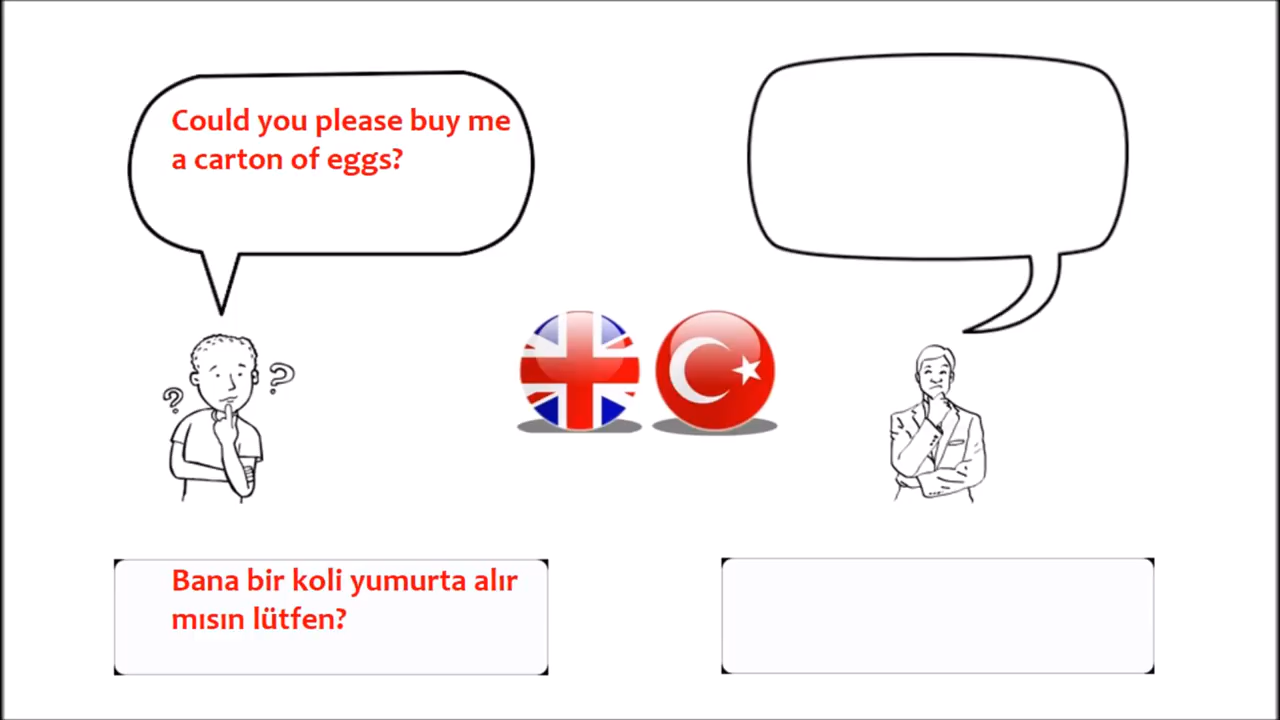 Could you please buy me
a carton of eggs?
Bana bir koli yumurta alır
mısın lütfen?